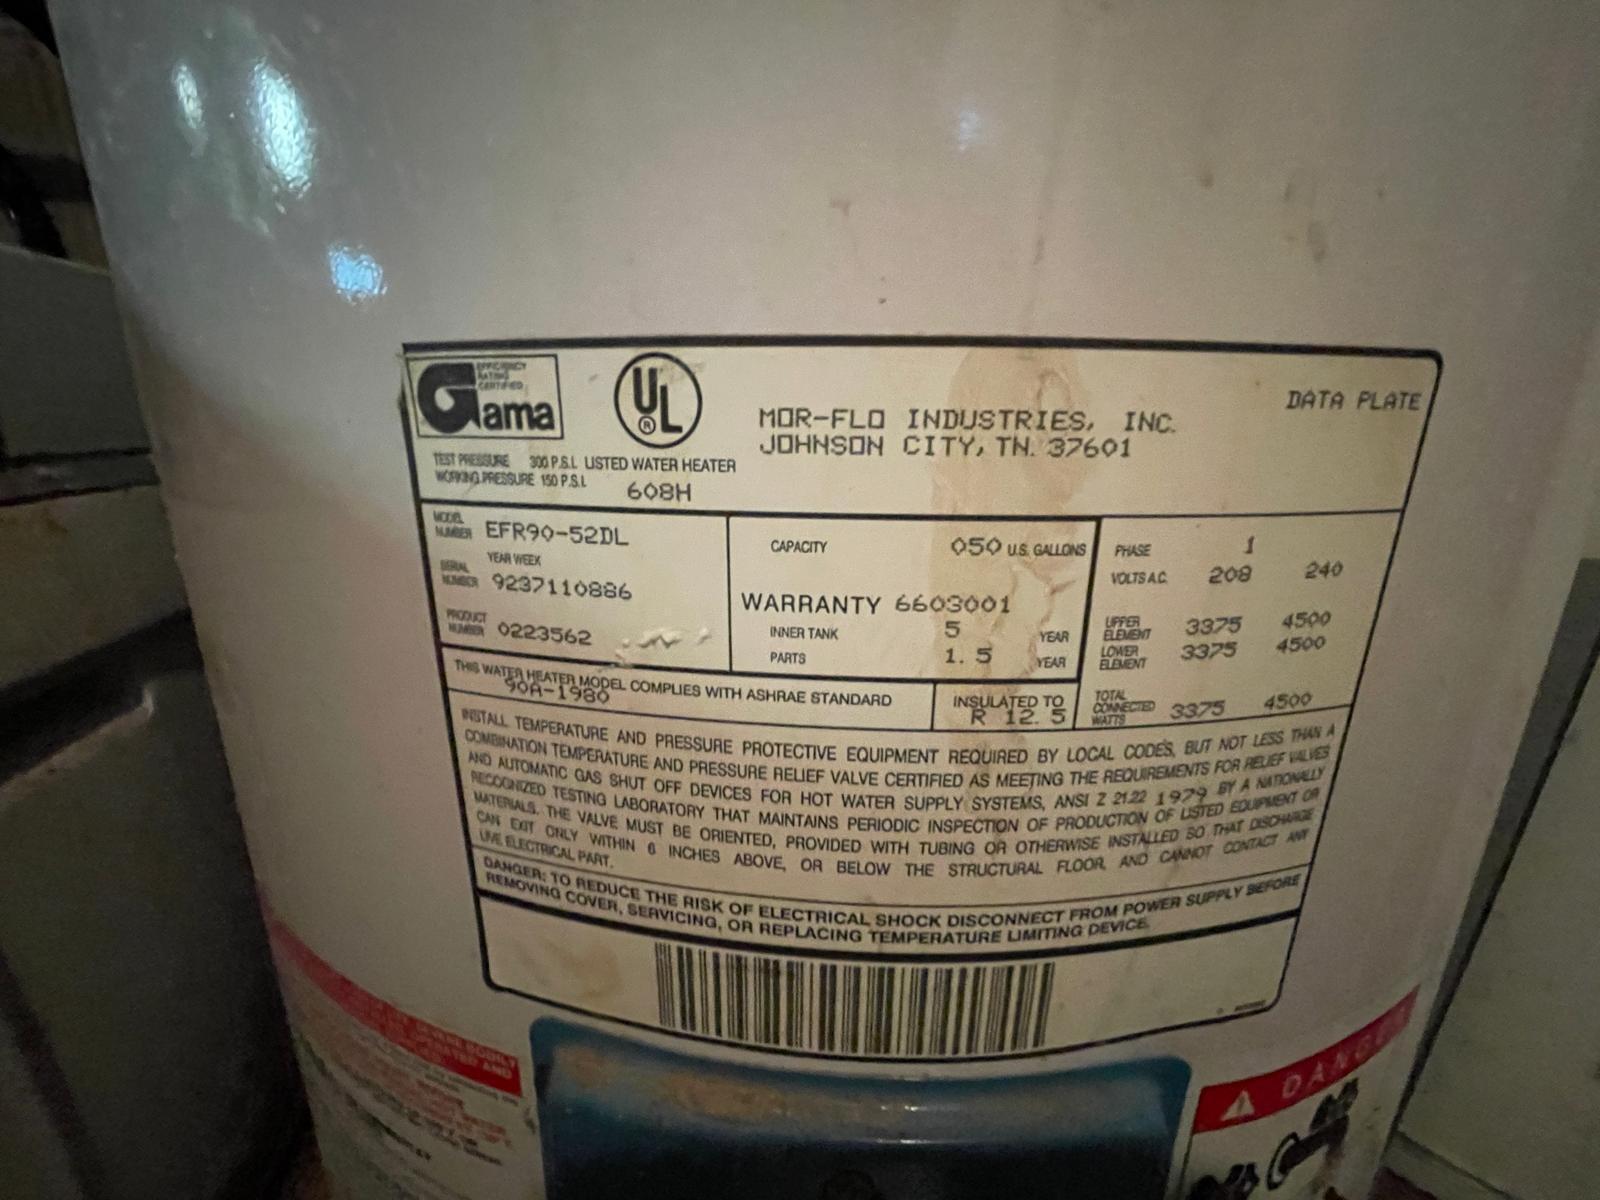 EFFICIENCY
RATING
CERTIFIED
Gama
UL
®
MOR-FLO INDUSTRIES, INC.
JOHNSON CITY, TN. 37601
DATA PLATE
TEST PRESSURE 300 P.S.I. LISTED WATER HEATER
WORKING PRESSURE 150 P.S.I.
608H
MODEL NUMBER EFR90-52DL
YEAR WEEK
SERIAL NUMBER 9237110886
PRODUCT NUMBER 0223562
CAPACITY 050 U.S. GALLONS
WARRANTY 6603001
INNER TANK 5 YEAR
PARTS 1.5 YEAR
PHASE 1
VOLTS A.C. 208 240
UPPER ELEMENT 3375 4500
LOWER ELEMENT 3375 4500
TOTAL CONNECTED WATTS 3375 4500
THIS WATER HEATER MODEL COMPLIES WITH ASHRAE STANDARD
90A-1980
INSULATED TO
R 12.5
INSTALL TEMPERATURE AND PRESSURE PROTECTIVE EQUIPMENT REQUIRED BY LOCAL CODES, BUT NOT LESS THAN A
COMBINATION TEMPERATURE AND PRESSURE RELIEF VALVE CERTIFIED AS MEETING THE REQUIREMENTS FOR RELIEF VALVES
AND AUTOMATIC GAS SHUT OFF DEVICES FOR HOT WATER SUPPLY SYSTEMS, ANSI Z 21.22 1979 BY A NATIONALLY
RECOGNIZED TESTING LABORATORY THAT MAINTAINS PERIODIC INSPECTION OF PRODUCTION OF LISTED EQUIPMENT OR
MATERIALS. THE VALVE MUST BE ORIENTED, PROVIDED WITH TUBING OR OTHERWISE INSTALLED SO THAT DISCHARGE
CAN EXIT ONLY WITHIN 6 INCHES ABOVE, OR BELOW THE STRUCTURAL FLOOR, AND CANNOT CONTACT ANY
LIVE ELECTRICAL PART.
DANGER: TO REDUCE THE RISK OF ELECTRICAL SHOCK DISCONNECT FROM POWER SUPPLY BEFORE
REMOVING COVER, SERVICING, OR REPLACING TEMPERATURE LIMITING DEVICE.
SEVERE BODILY
AND
DANGER